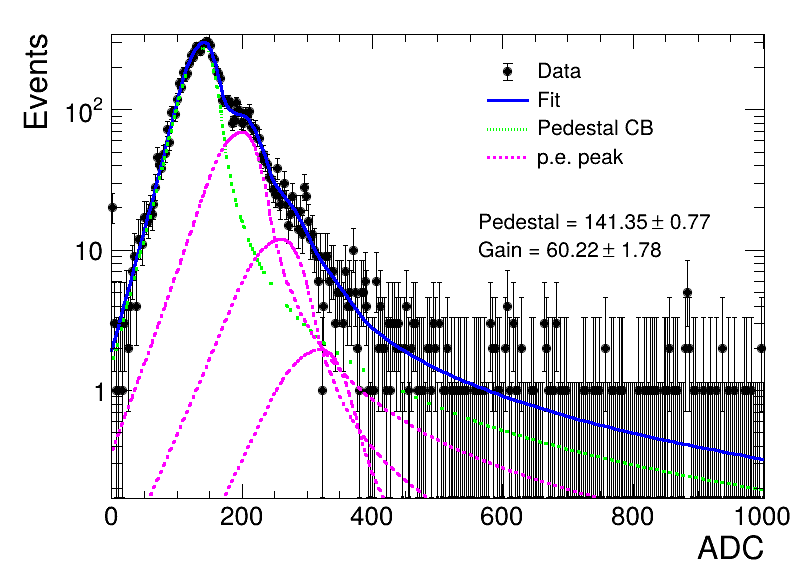 Events
Data
Fit
Pedestal CB
p.e. peak
Pedestal = 141.35 ± 0.77
Gain = 60.22 ± 1.78
10²
10
1
0 200 400 600 800 1000
ADC